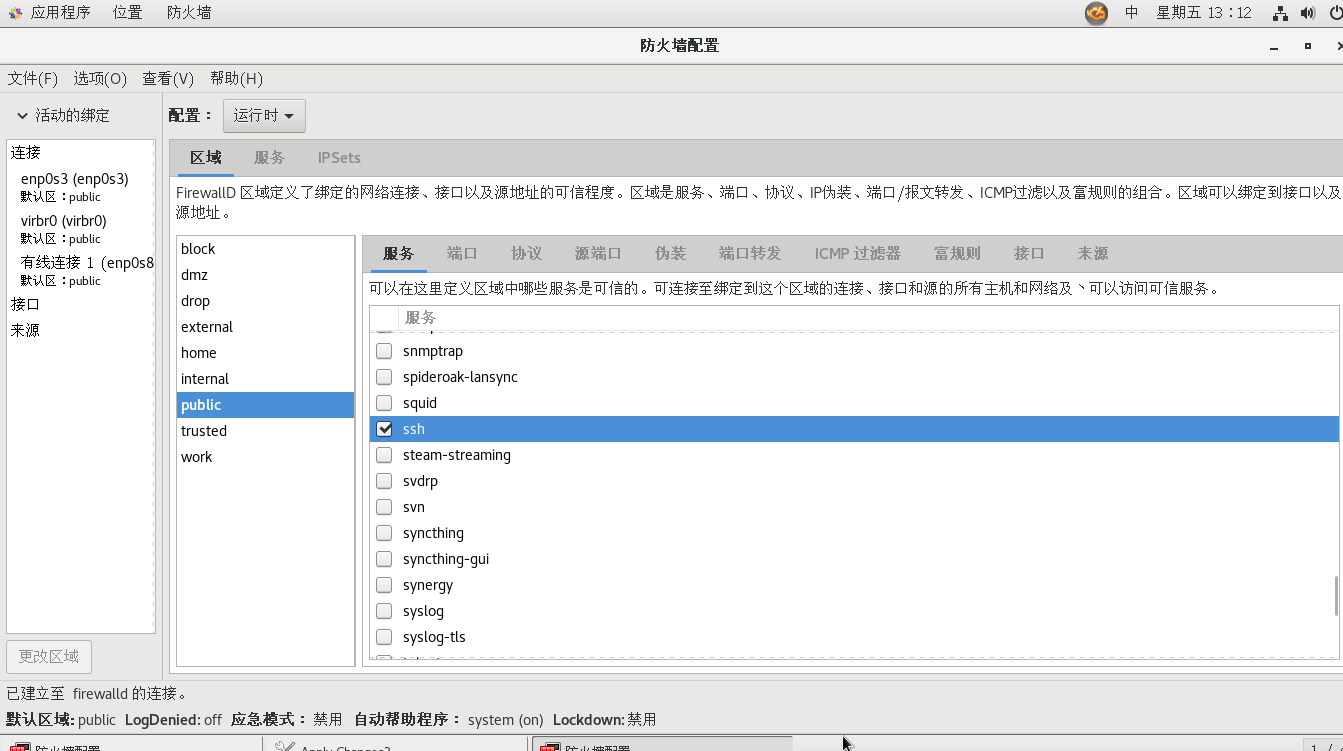 应用程序 位置 防火墙 中 星期五 13：12
防火墙配置
文件(F) 选项(O) 查看(V) 帮助(H)
活动的绑定
配置： 运行时
连接
enp0s3 (enp0s3)
默认区：public
virbr0 (virbr0)
默认区：public
有线连接 1 (enp0s8
默认区：public
接口
来源
更改区域
区域 服务 IPSets
FirewallD 区域定义了绑定的网络连接、接口以及源地址的可信程度。区域是服务、端口、协议、IP伪装、端口/报文转发、ICMP过滤以及富规则的组合。区域可以绑定到接口以及
源地址。
block
dmz
drop
external
home
internal
public
trusted
work
服务 端口 协议 源端口 伪装 端口转发 ICMP 过滤器 富规则 接口 来源
可以在这里定义区域中哪些服务是可信的。可连接至绑定到这个区域的连接、接口和源的所有主机和网络及丶可以访问可信服务。
服务
snmptrap
spideroak-lansync
squid
ssh
steam-streaming
svdrp
svn
syncthing
syncthing-gui
synergy
syslog
syslog-tls
已建立至 firewalld 的连接。
默认区域: public LogDenied: off 应急模式： 禁用 自动帮助程序： system (on) Lockdown: 禁用
防火墙配置 Apply Changes? 防火墙配置 1 /